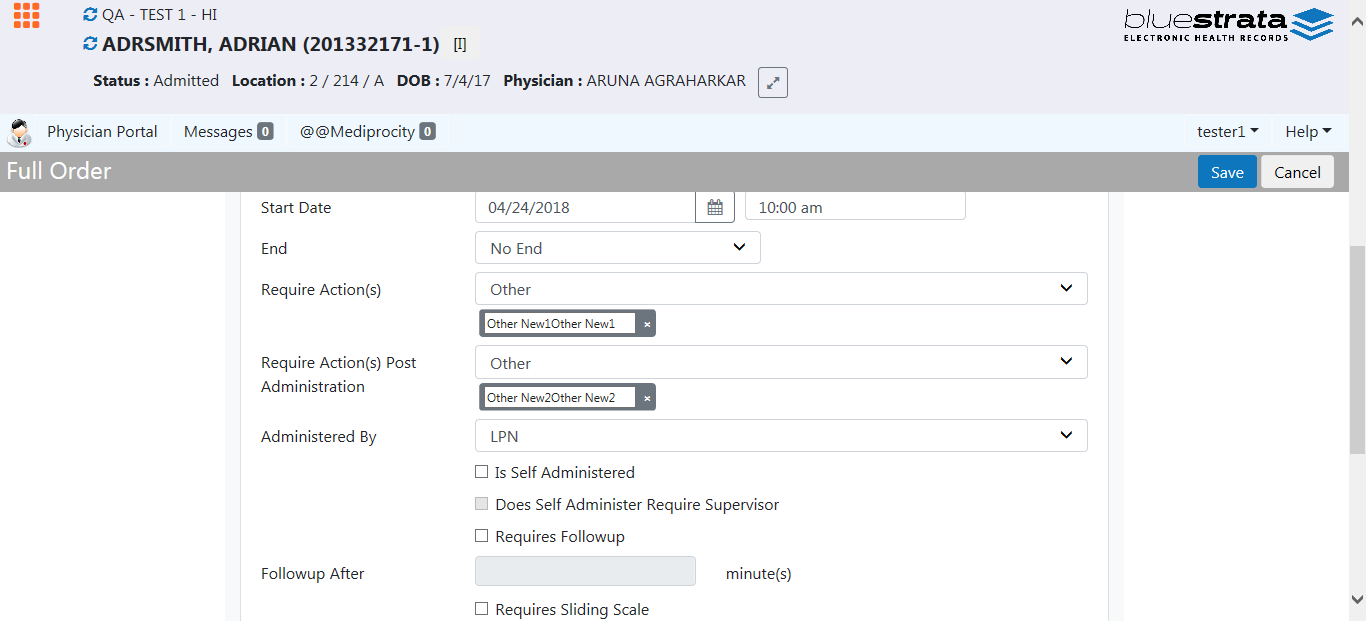 QA - TEST 1 - HI
ADRSMITH, ADRIAN (201332171-1) [I]
Status : Admitted Location : 2 / 214 / A DOB : 7/4/17 Physician : ARUNA AGRAHARKAR
bluestrata
ELECTRONIC HEALTH RECORDS
Physician Portal Messages 0 @@Mediprocity 0 tester1 Help
Full Order Save Cancel
Start Date 04/24/2018 10:00 am
End No End
Require Action(s) Other
Other New1Other New1 ×
Require Action(s) Post
Administration
Other
Other New2Other New2 ×
Administered By LPN
Is Self Administered
Does Self Administer Require Supervisor
Requires Followup
Followup After minute(s)
Requires Sliding Scale